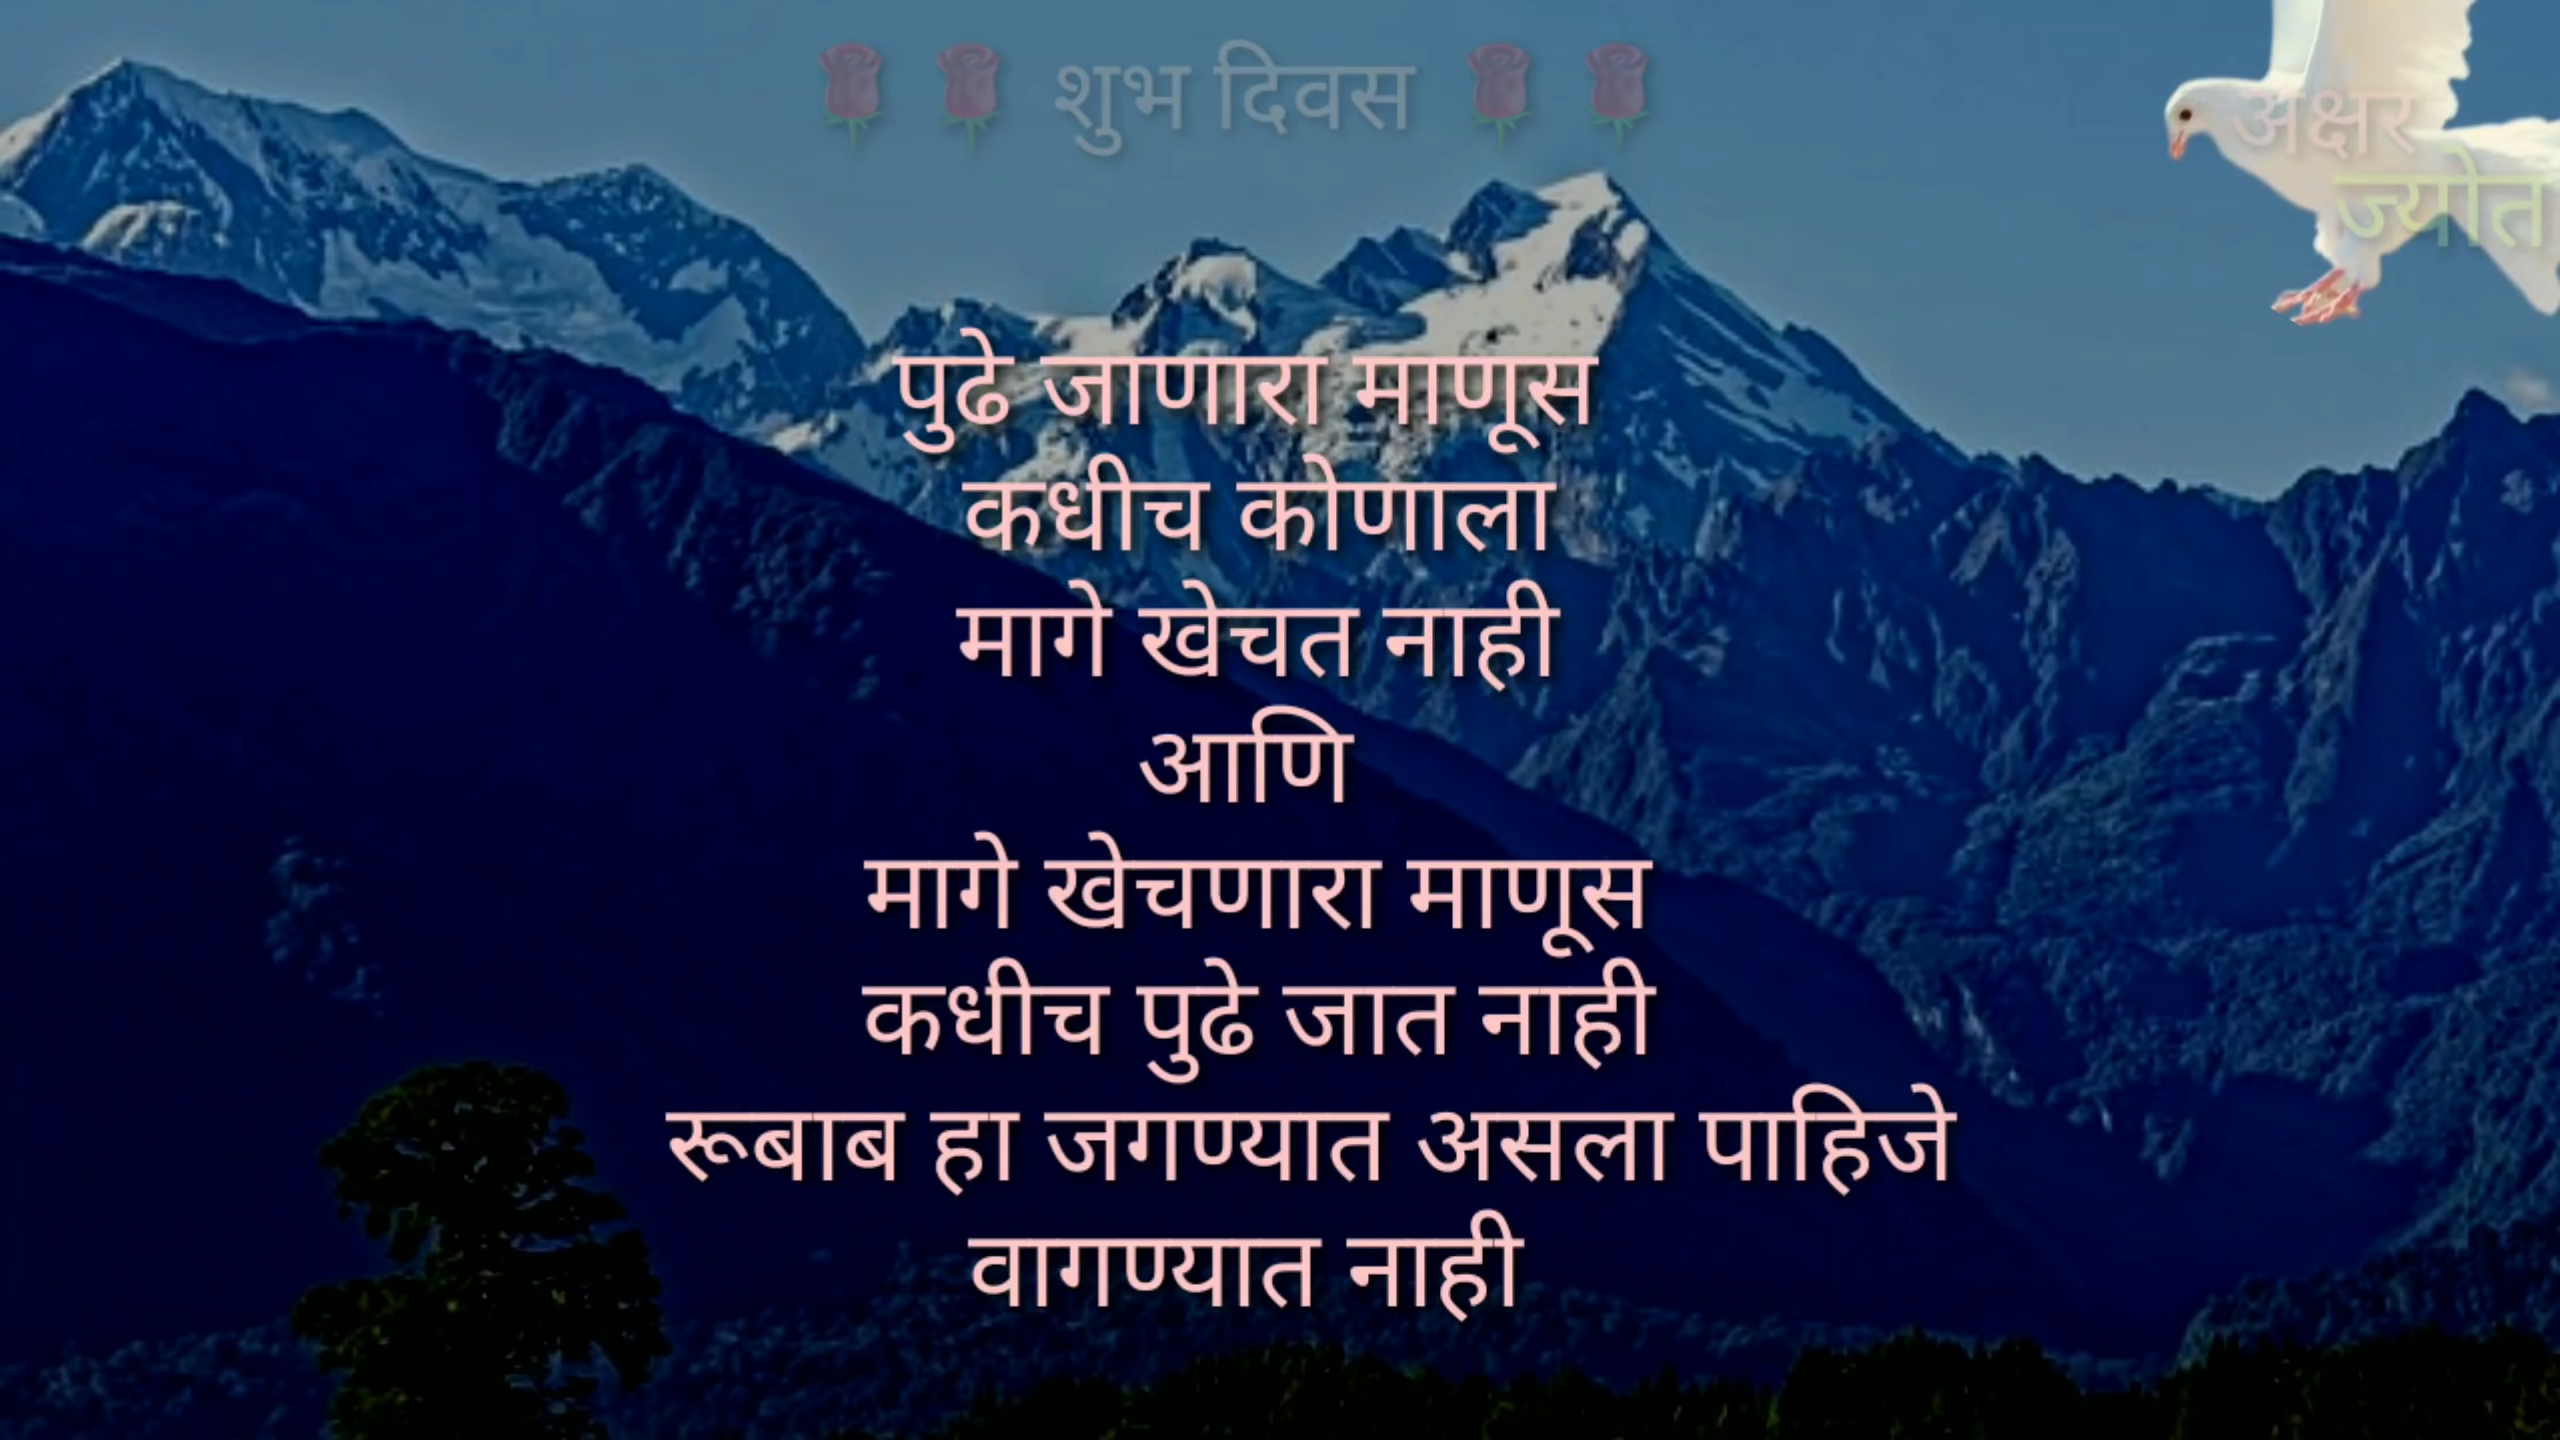 🌹 🌹 शुभ दिवस 🌹 🌹
अक्षर
ज्योत
पुढे जाणारा माणूस
कधीच कोणाला
मागे खेचत नाही
आणि
मागे खेचणारा माणूस
कधीच पुढे जात नाही
रूबाब हा जगण्यात असला पाहिजे
वागण्यात नाही